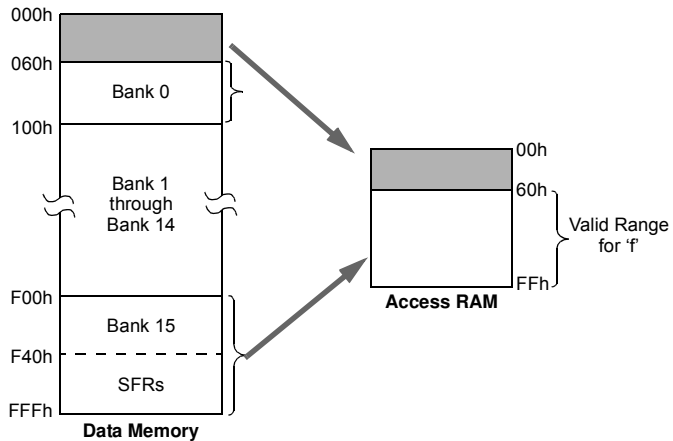 000h
060h
Bank 0
100h
Bank 1
through
Bank 14
F00h
Bank 15
F40h
SFRs
FFFh
Data Memory
00h
60h
Valid Range
for ‘f’
FFh
Access RAM